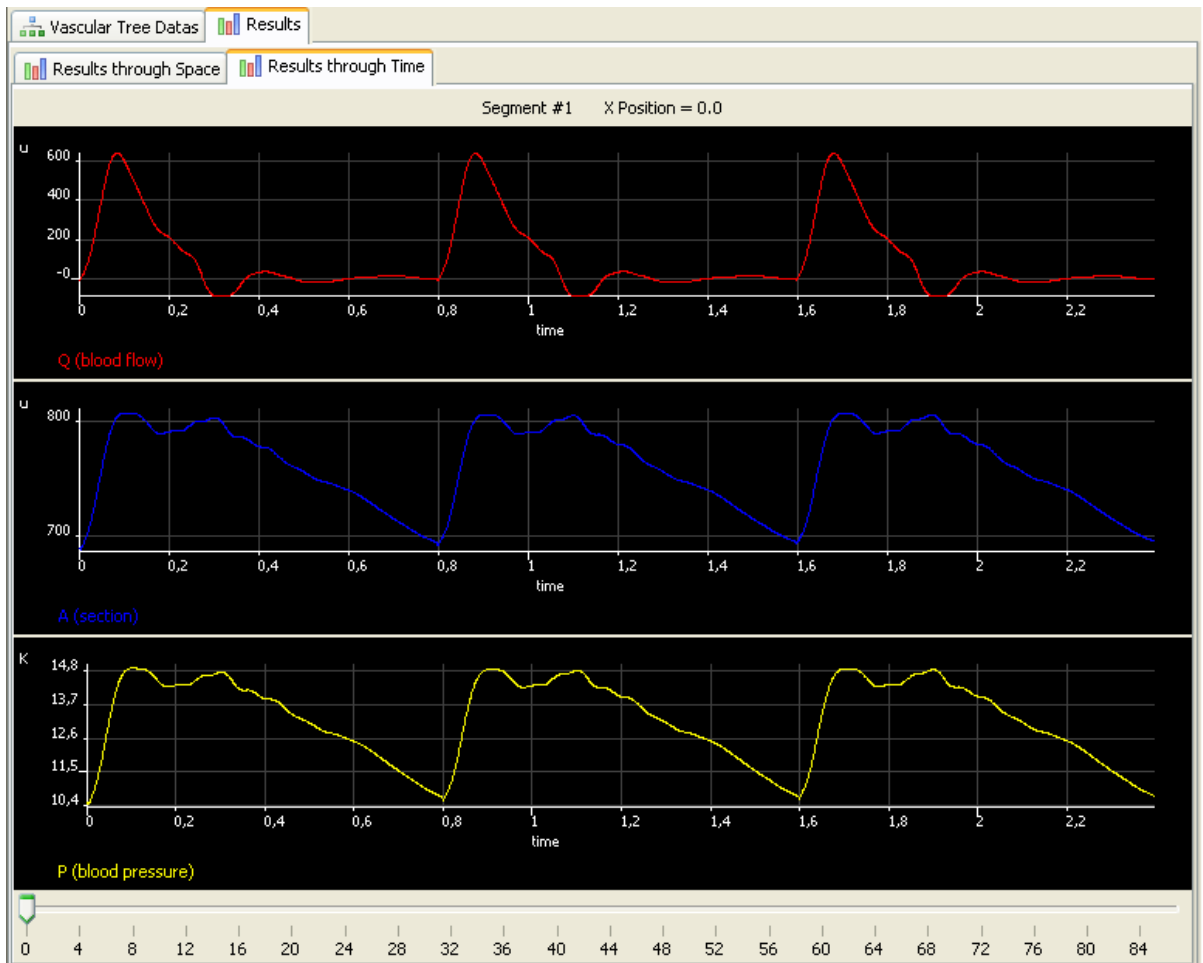 Vascular Tree Datas Results
Results through Space Results through Time
Segment #1 X Position = 0.0
u
600
400
200
-0
0 0,2 0,4 0,6 0,8 1 1,2 1,4 1,6 1,8 2 2,2
time
Q (blood flow)
u
800
700
0 0,2 0,4 0,6 0,8 1 1,2 1,4 1,6 1,8 2 2,2
time
A (section)
K
14,8
13,7
12,6
11,5
10,4
0 0,2 0,4 0,6 0,8 1 1,2 1,4 1,6 1,8 2 2,2
time
P (blood pressure)
0 4 8 12 16 20 24 28 32 36 40 44 48 52 56 60 64 68 72 76 80 84